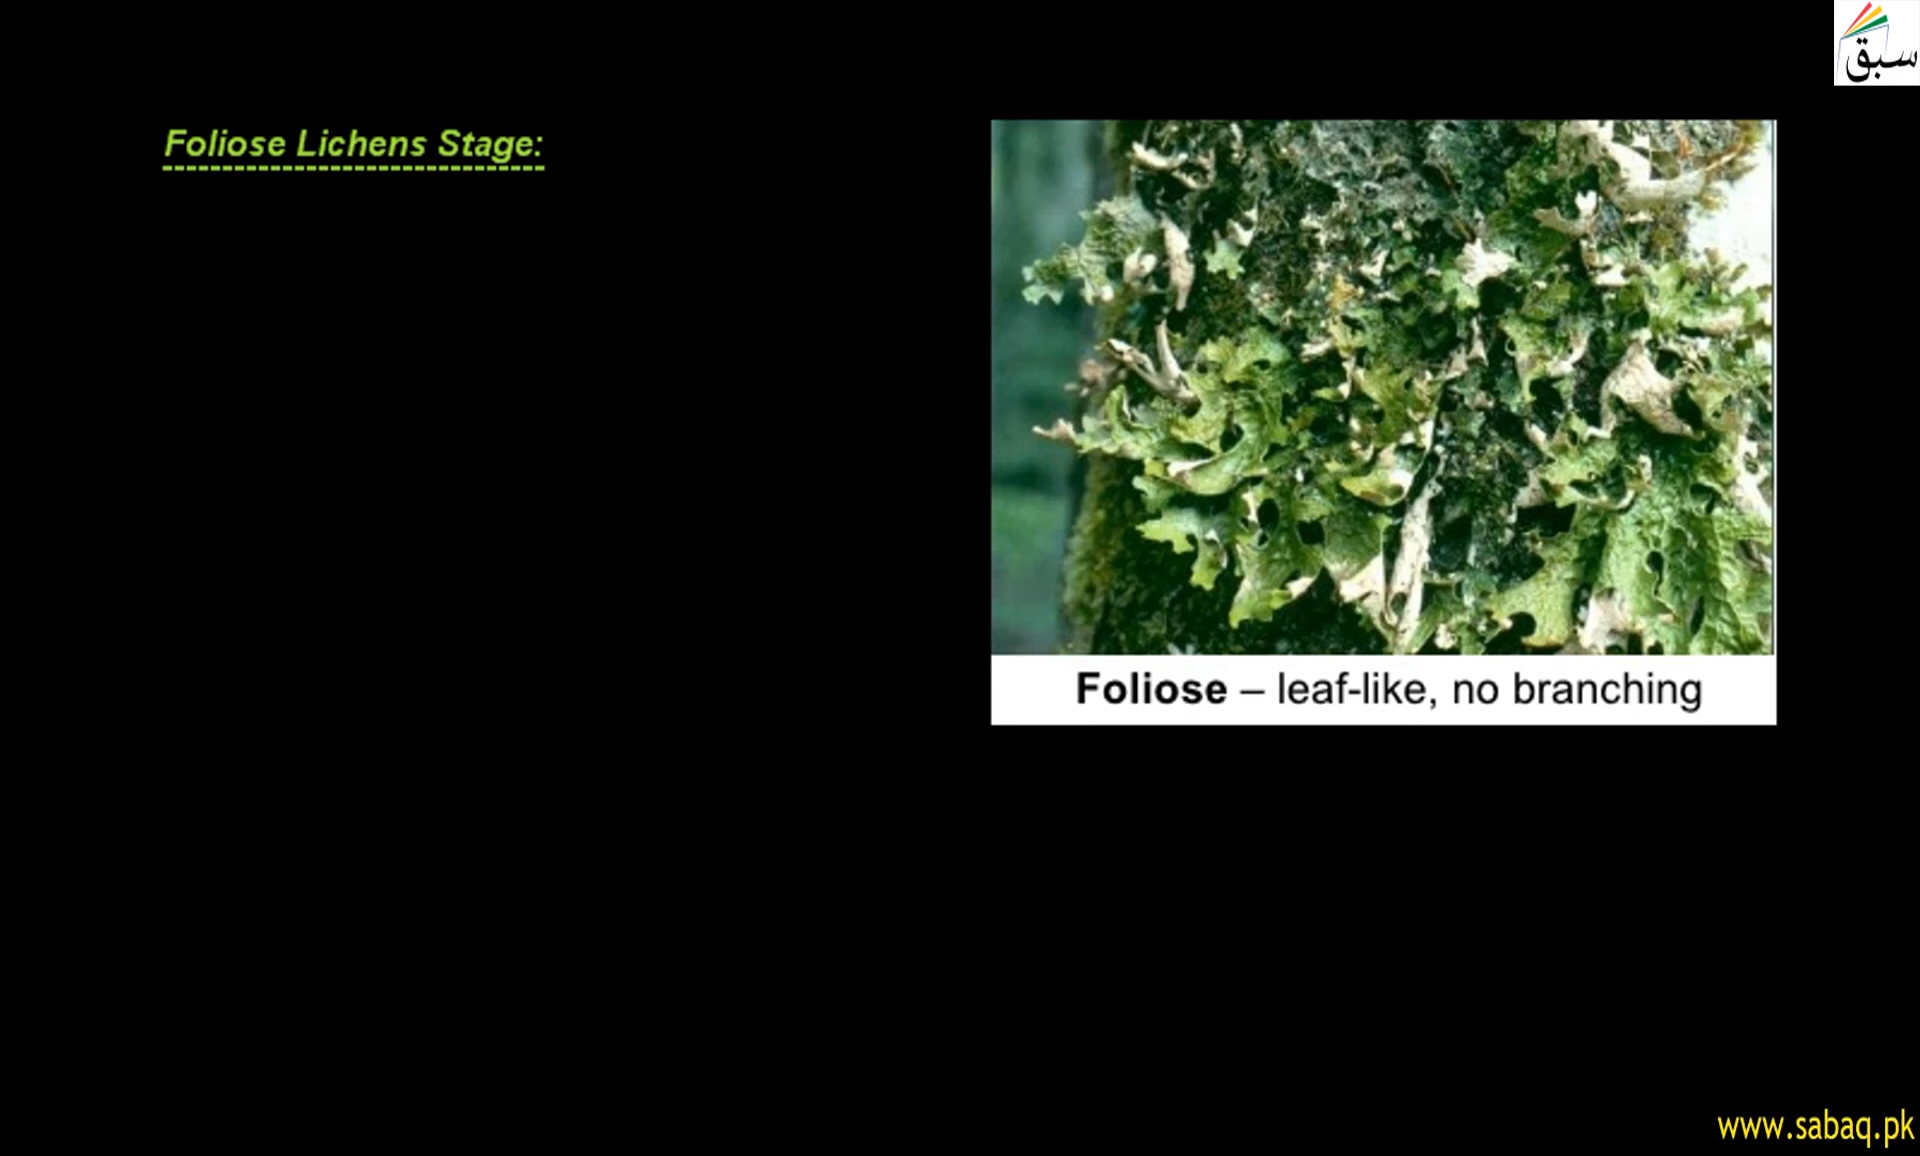 سبق
Foliose Lichens Stage:
Foliose – leaf-like, no branching
www.sabaq.pk